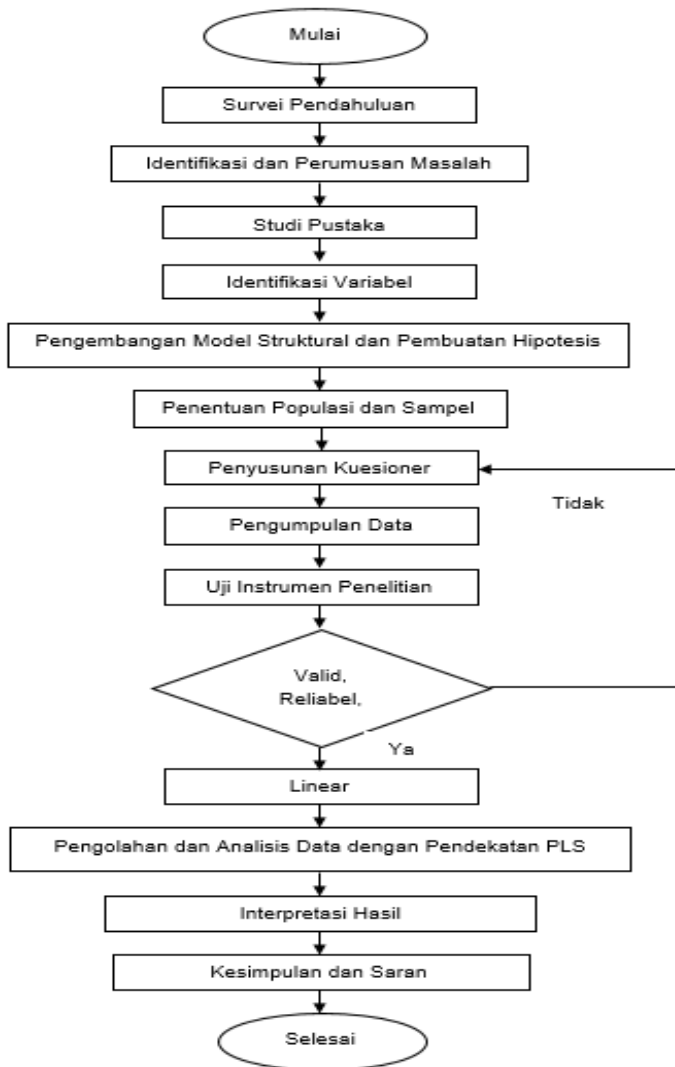 Mulai
Survei Pendahuluan
Identifikasi dan Perumusan Masalah
Studi Pustaka
Identifikasi Variabel
Pengembangan Model Struktural dan Pembuatan Hipotesis
Penentuan Populasi dan Sampel
Penyusunan Kuesioner
Tidak
Pengumpulan Data
Uji Instrumen Penelitian
Valid,
Reliabel,
Ya
Linear
Pengolahan dan Analisis Data dengan Pendekatan PLS
Interpretasi Hasil
Kesimpulan dan Saran
Selesai